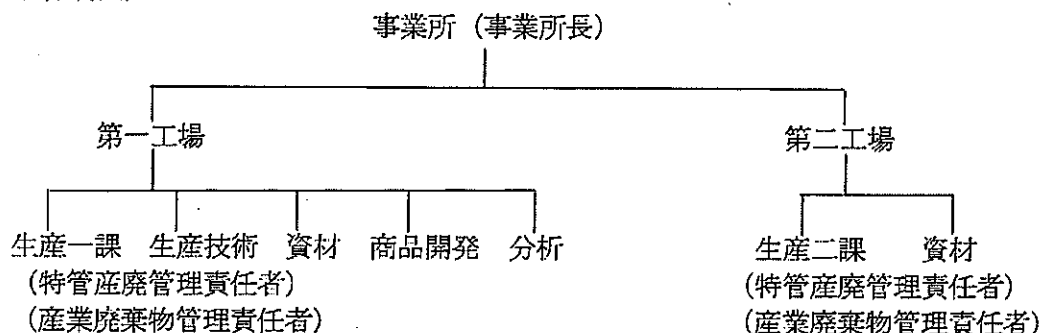 事業所（事業所長）
第一工場 第二工場
生産一課 生産技術 資材 商品開発 分析 生産二課 資材
（特管産廃管理責任者） （特管産廃管理責任者）
（産業廃棄物管理責任者） （産業廃棄物管理責任者）